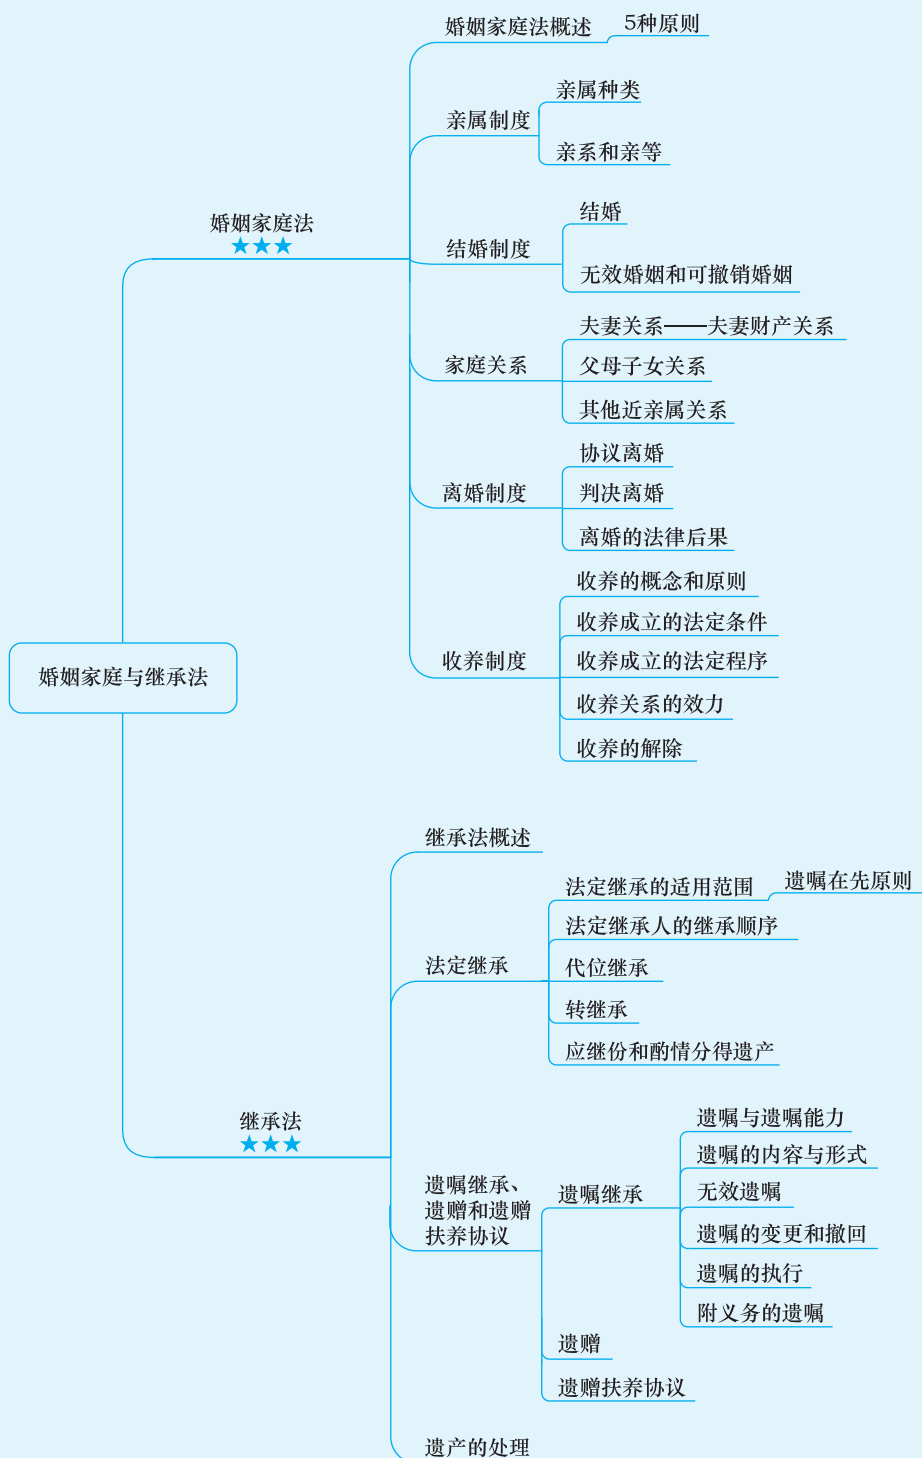 婚姻家庭与继承法
婚姻家庭法
★★★
婚姻家庭法概述
5种原则
亲属制度
亲属种类
亲系和亲等
结婚制度
结婚
无效婚姻和可撤销婚姻
家庭关系
夫妻关系——夫妻财产关系
父母子女关系
其他近亲属关系
离婚制度
协议离婚
判决离婚
离婚的法律后果
收养制度
收养的概念和原则
收养成立的法定条件
收养成立的法定程序
收养关系的效力
收养的解除
继承法
★★★
继承法概述
法定继承
法定继承的适用范围
遗嘱在先原则
法定继承人的继承顺序
代位继承
转继承
应继份和酌情分得遗产
遗嘱继承、
遗赠和遗赠
扶养协议
遗嘱继承
遗嘱与遗嘱能力
遗嘱的内容与形式
无效遗嘱
遗嘱的变更和撤回
遗嘱的执行
附义务的遗嘱
遗赠
遗赠扶养协议
遗产的处理